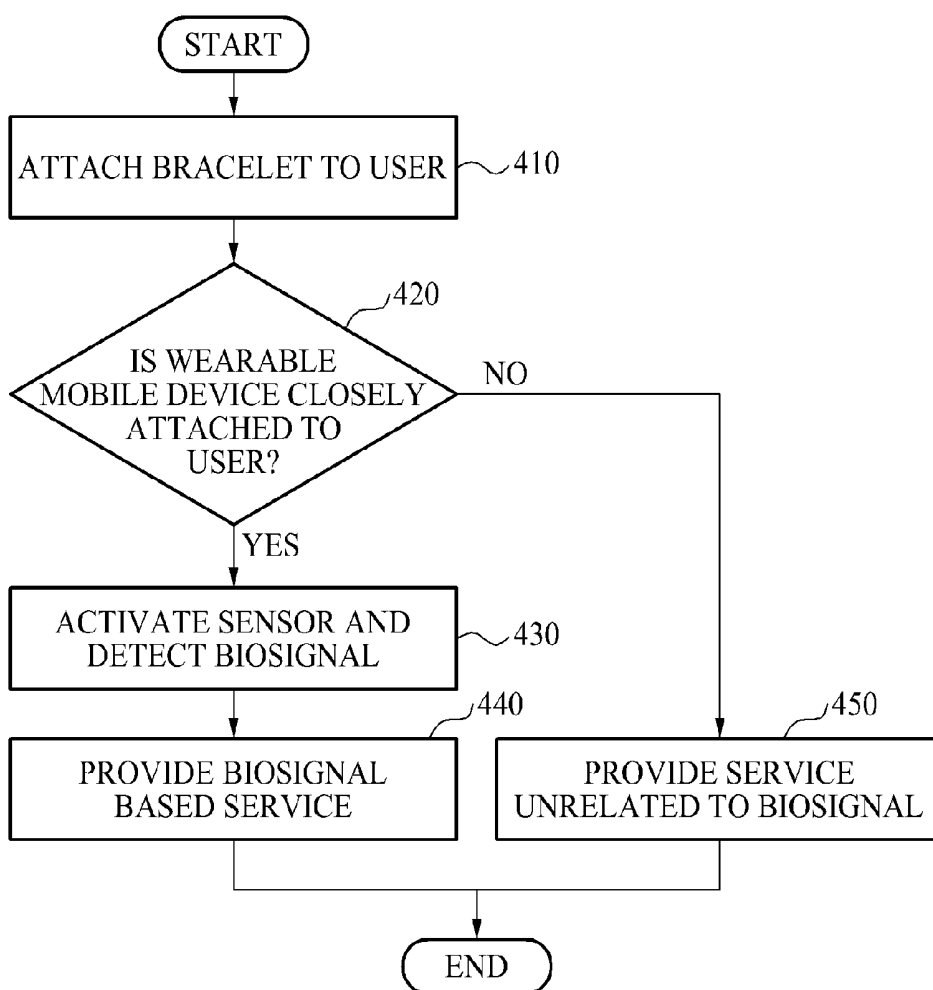 START
ATTACH BRACELET TO USER
410
420
IS WEARABLE
MOBILE DEVICE CLOSELY
ATTACHED TO
USER?
NO
YES
ACTIVATE SENSOR AND
DETECT BIOSIGNAL
430
440
PROVIDE BIOSIGNAL
BASED SERVICE
450
PROVIDE SERVICE
UNRELATED TO BIOSIGNAL
END